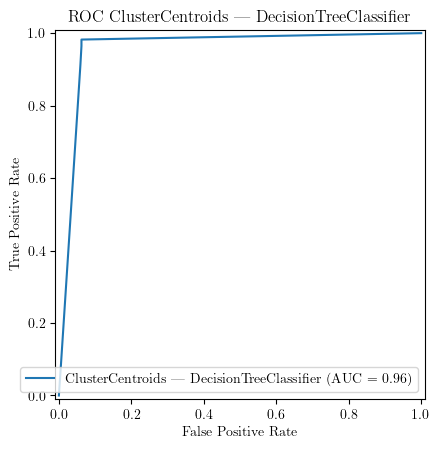 ROC ClusterCentroids — DecisionTreeClassifier
1.0
0.8
0.6
0.4
0.2
0.0
True Positive Rate
ClusterCentroids — DecisionTreeClassifier (AUC = 0.96)
0.0 0.2 0.4 0.6 0.8 1.0
False Positive Rate